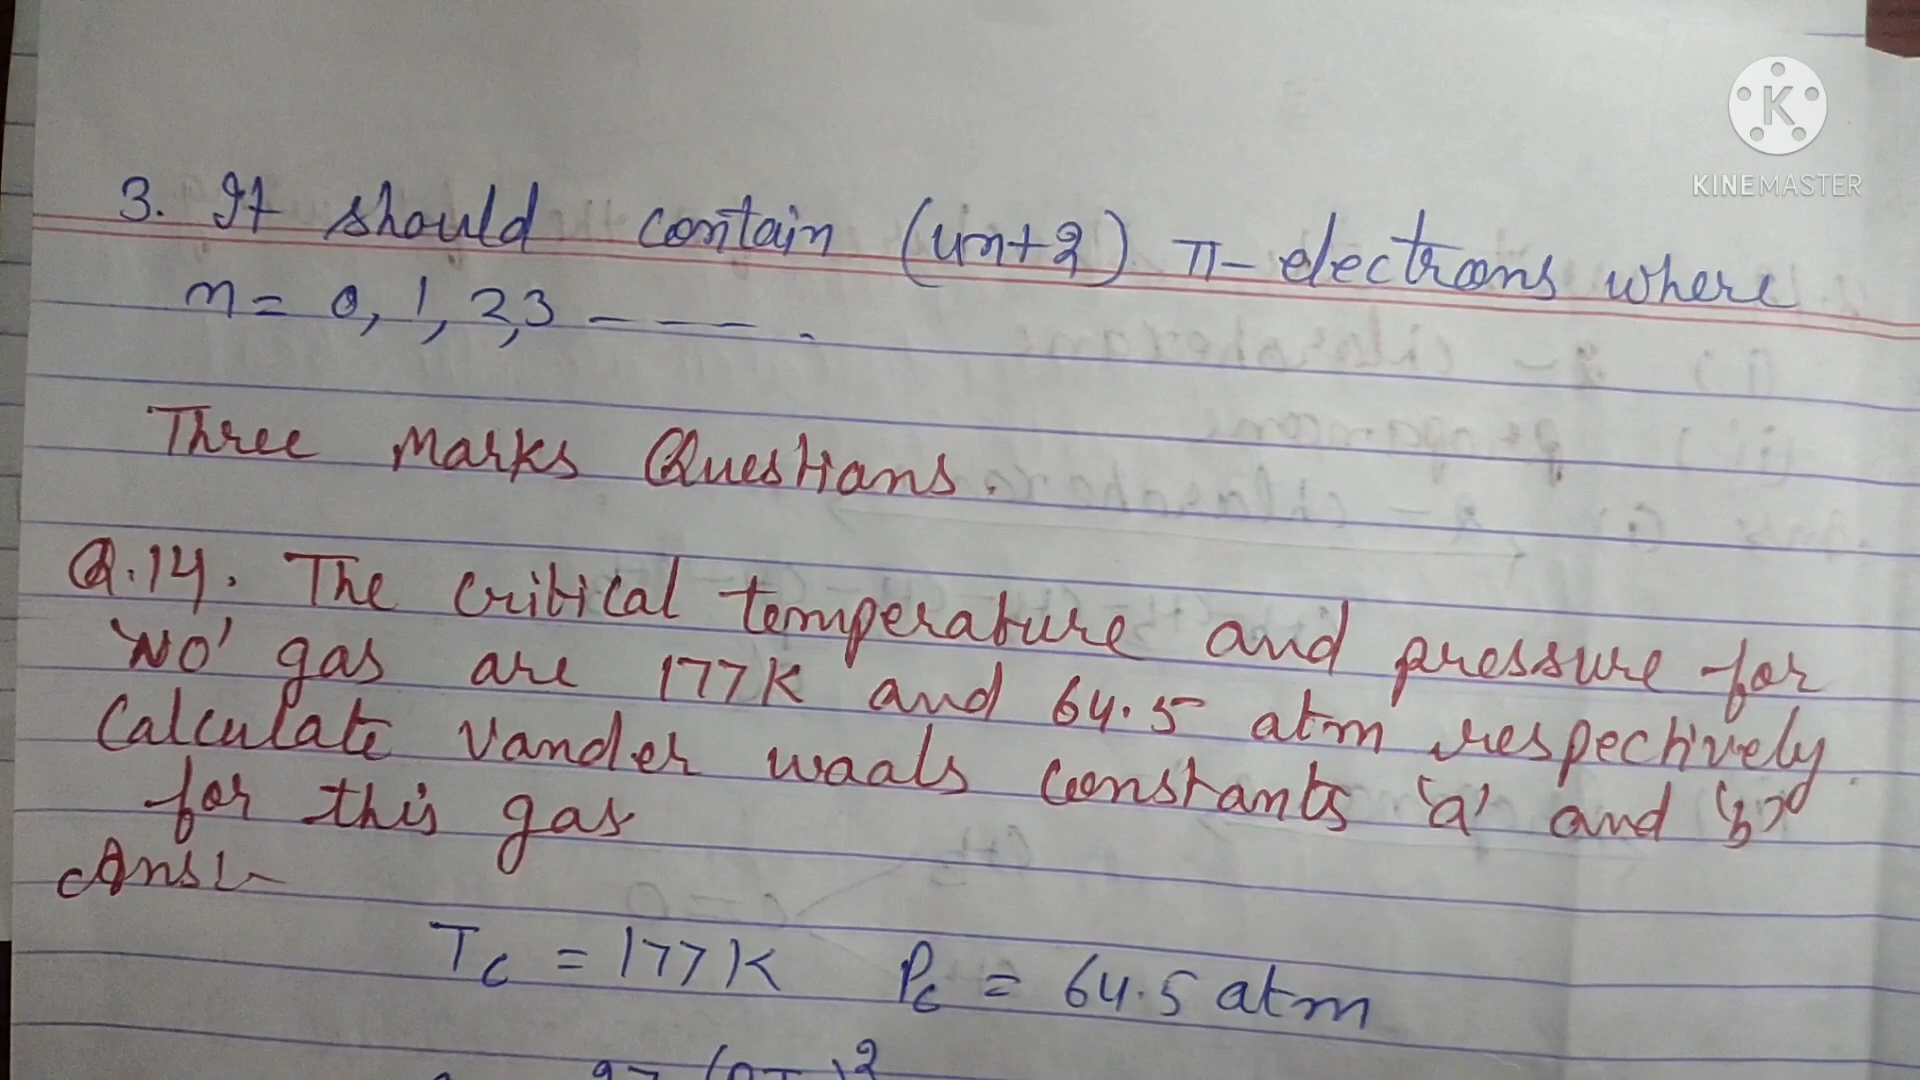 KINEMASTER
3. It should contain (4n+2) π-electrons where
n = 0, 1, 2, 3 ----.
Three Marks Questians.
Q.14. The critical temperature and pressure for
'NO' gas are 177K and 64.5 atm respectively.
Calculate Vander waals constants 'a' and 'b'
for this gas
Ans:-
Tc = 177K Pc = 64.5 atm